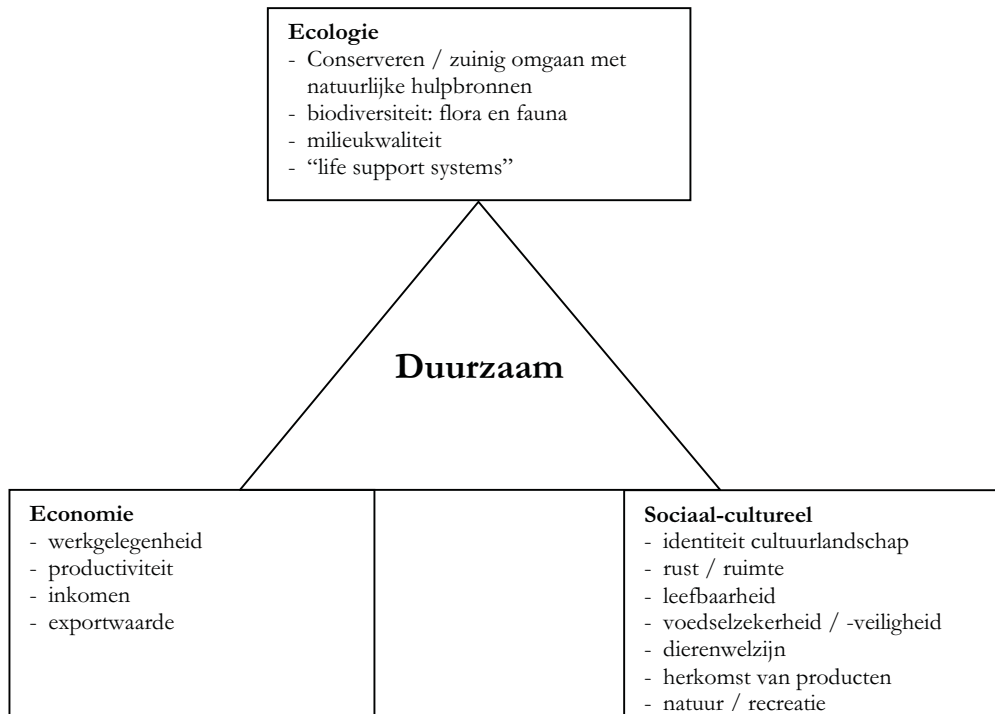 Ecologie
- Conserveren / zuinig omgaan met
natuurlijke hulpbronnen
- biodiversiteit: flora en fauna
- milieukwaliteit
- “life support systems”
Duurzaam
Economie
- werkgelegenheid
- productiviteit
- inkomen
- exportwaarde
Sociaal-cultureel
- identiteit cultuurlandschap
- rust / ruimte
- leefbaarheid
- voedselzekerheid / -veiligheid
- dierenwelzijn
- herkomst van producten
- natuur / recreatie